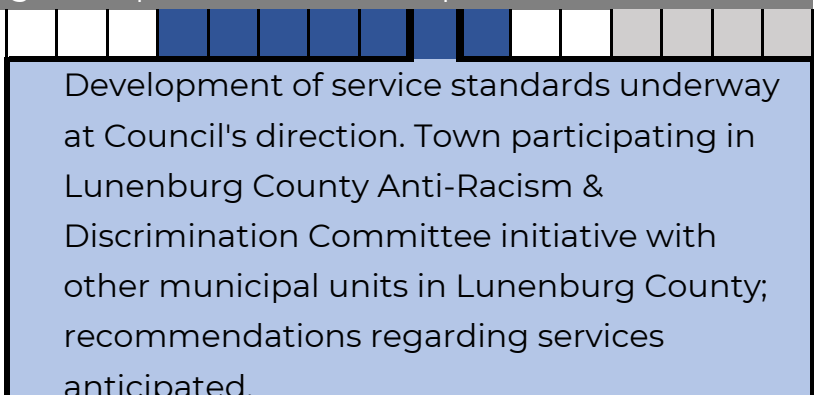 Development of service standards underway
at Council's direction. Town participating in
Lunenburg County Anti-Racism &
Discrimination Committee initiative with
other municipal units in Lunenburg County;
recommendations regarding services
anticipated.